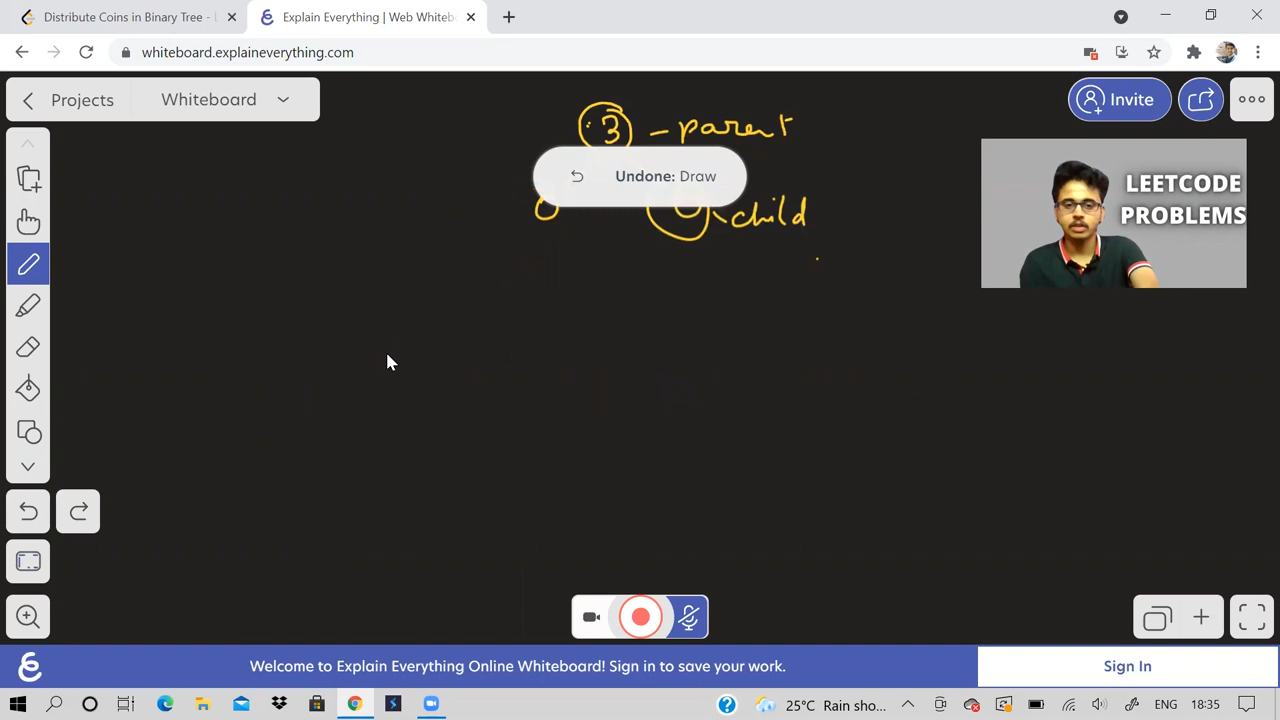 Distribute Coins in Binary Tree - L
Explain Everything | Web Whitebo
whiteboard.explaineverything.com
Projects
Whiteboard
Invite
3 - parent
Undone: Draw
0
child
LEETCODE
PROBLEMS
Welcome to Explain Everything Online Whiteboard! Sign in to save your work.
Sign In
25°C Rain sho...
ENG
18:35